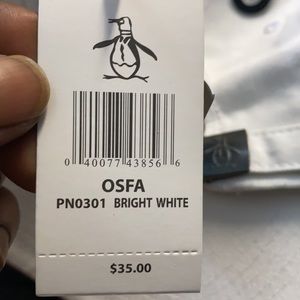 0 40077 43856 6
OSFA
PN0301 BRIGHT WHITE
$35.00